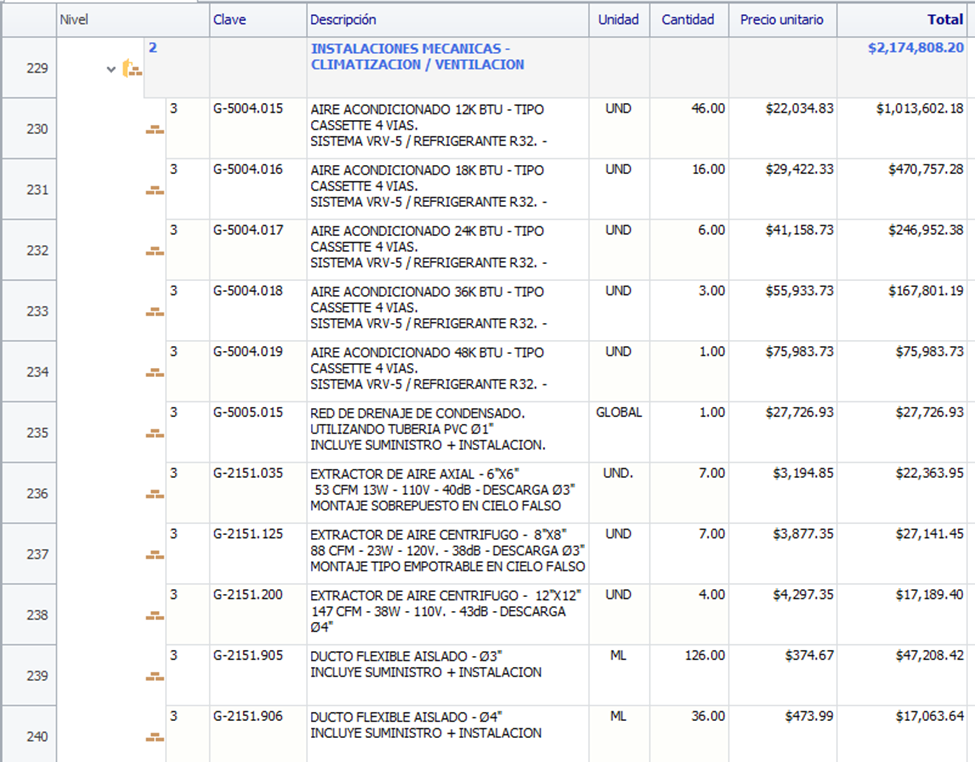 Nivel Clave Descripción Unidad Cantidad Precio unitario Total
229 2 INSTALACIONES MECANICAS - $2,174,808.20
CLIMATIZACION / VENTILACION
230 3 G-5004.015 AIRE ACONDICIONADO 12K BTU - TIPO UND 46.00 $22,034.83 $1,013,602.18
CASSETTE 4 VIAS.
SISTEMA VRV-5 / REFRIGERANTE R32. -
231 3 G-5004.016 AIRE ACONDICIONADO 18K BTU - TIPO UND 16.00 $29,422.33 $470,757.28
CASSETTE 4 VIAS.
SISTEMA VRV-5 / REFRIGERANTE R32. -
232 3 G-5004.017 AIRE ACONDICIONADO 24K BTU - TIPO UND 6.00 $41,158.73 $246,952.38
CASSETTE 4 VIAS.
SISTEMA VRV-5 / REFRIGERANTE R32. -
233 3 G-5004.018 AIRE ACONDICIONADO 36K BTU - TIPO UND 3.00 $55,933.73 $167,801.19
CASSETTE 4 VIAS.
SISTEMA VRV-5 / REFRIGERANTE R32. -
234 3 G-5004.019 AIRE ACONDICIONADO 48K BTU - TIPO UND 1.00 $75,983.73 $75,983.73
CASSETTE 4 VIAS.
SISTEMA VRV-5 / REFRIGERANTE R32. -
235 3 G-5005.015 RED DE DRENAJE DE CONDENSADO. GLOBAL 1.00 $27,726.93 $27,726.93
UTILIZANDO TUBERIA PVC Ø1"
INCLUYE SUMINISTRO + INSTALACION.
236 3 G-2151.035 EXTRACTOR DE AIRE AXIAL - 6"X6" UND. 7.00 $3,194.85 $22,363.95
53 CFM 13W - 110V - 40dB - DESCARGA Ø3"
MONTAJE SOBREPUESTO EN CIELO FALSO
237 3 G-2151.125 EXTRACTOR DE AIRE CENTRIFUGO - 8"X8" UND 7.00 $3,877.35 $27,141.45
88 CFM - 23W - 120V. - 38dB - DESCARGA Ø3"
MONTAJE TIPO EMPOTRABLE EN CIELO FALSO
238 3 G-2151.200 EXTRACTOR DE AIRE CENTRIFUGO - 12"X12" UND 4.00 $4,297.35 $17,189.40
147 CFM - 38W - 110V. - 43dB - DESCARGA
Ø4"
239 3 G-2151.905 DUCTO FLEXIBLE AISLADO - Ø3" ML 126.00 $374.67 $47,208.42
INCLUYE SUMINISTRO + INSTALACION
240 3 G-2151.906 DUCTO FLEXIBLE AISLADO - Ø4" ML 36.00 $473.99 $17,063.64
INCLUYE SUMINISTRO + INSTALACION